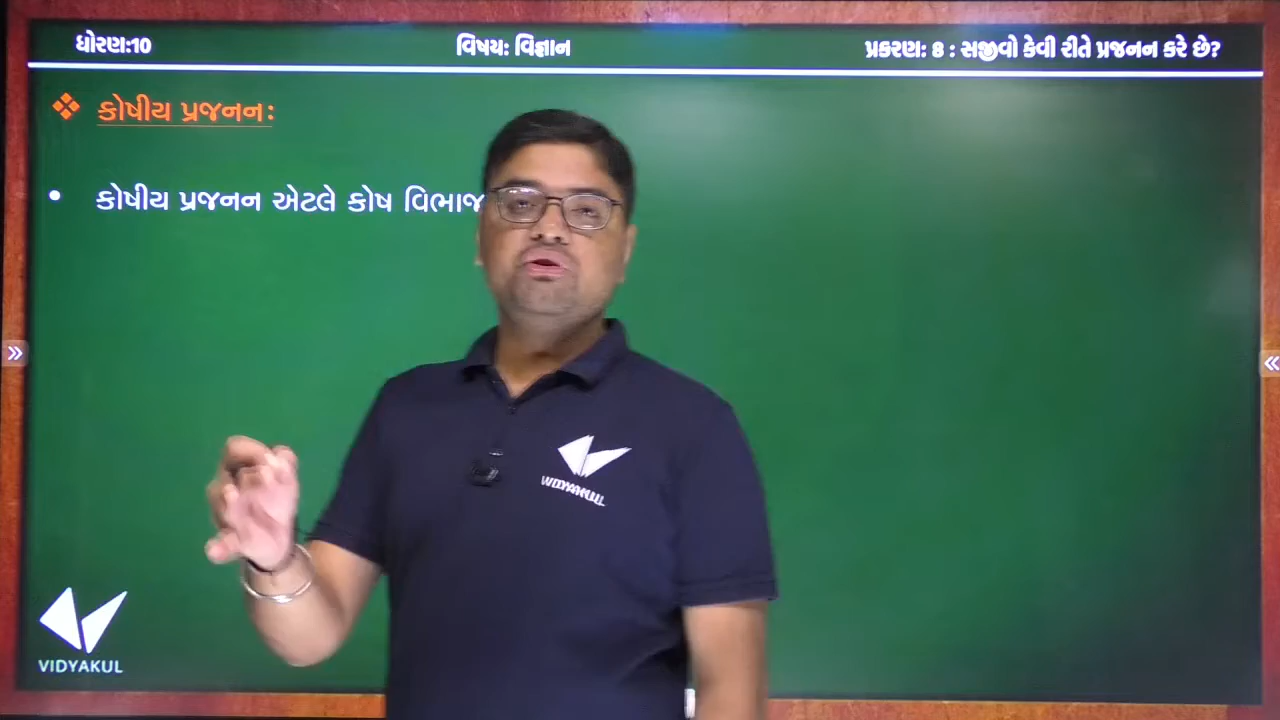 ધોરણ:10 વિષય: વિજ્ઞાન પ્રકરણ: 8 : સજીવો કેવી રીતે પ્રજનન કરે છે?
❖ કોષીય પ્રજનન:
• કોષીય પ્રજનન એટલે કોષ વિભાજ
VIDYAKUL
VIDYAKUL